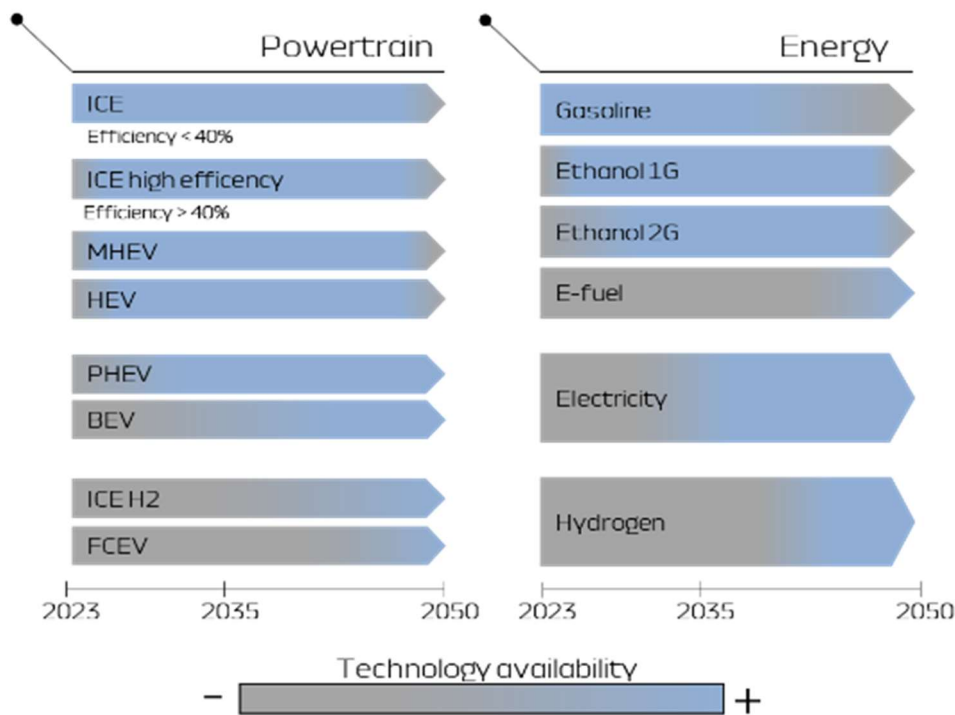 Powertrain
ICE
Efficiency < 40%
ICE high efficency
Efficiency > 40%
MHEV
HEV
PHEV
BEV
ICE H2
FCEV
2023 2035 2050
Energy
Gasoline
Ethanol 1G
Ethanol 2G
E-fuel
Electricity
Hydrogen
2023 2035 2050
Technology availability
− +